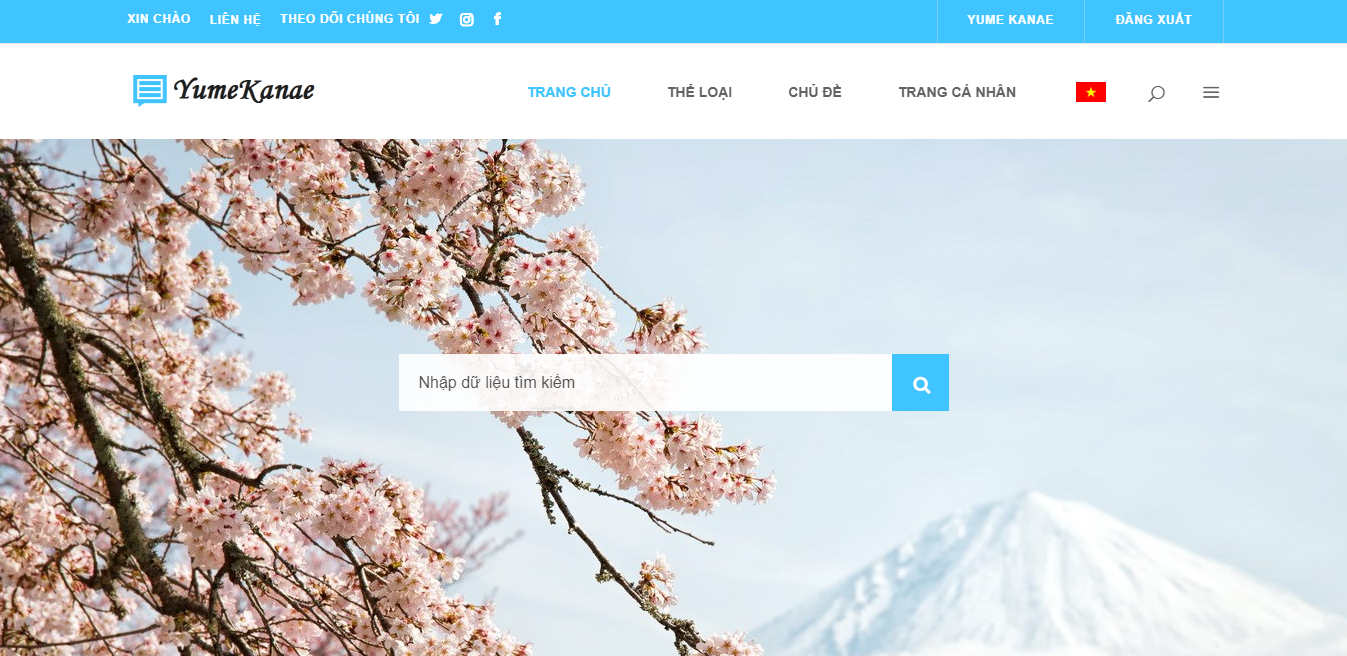 XIN CHÀO LIÊN HỆ THEO DÕI CHÚNG TÔI YUME KANAE ĐĂNG XUẤT
YumeKanae TRANG CHỦ THỂ LOẠI CHỦ ĐỀ TRANG CÁ NHÂN
Nhập dữ liệu tìm kiếm